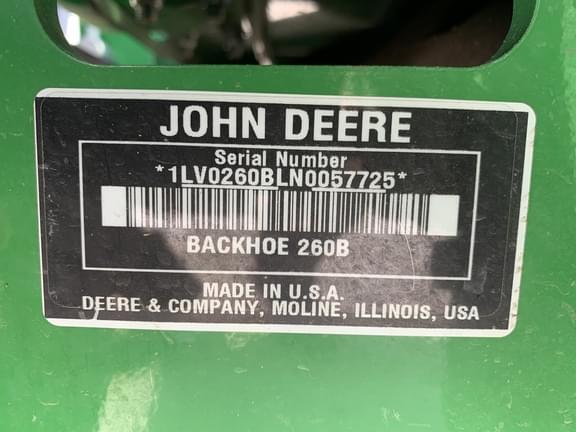 JOHN DEERE
Serial Number
*1LV0260BLN0057725*
BACKHOE 260B
MADE IN U.S.A.
DEERE & COMPANY, MOLINE, ILLINOIS, USA